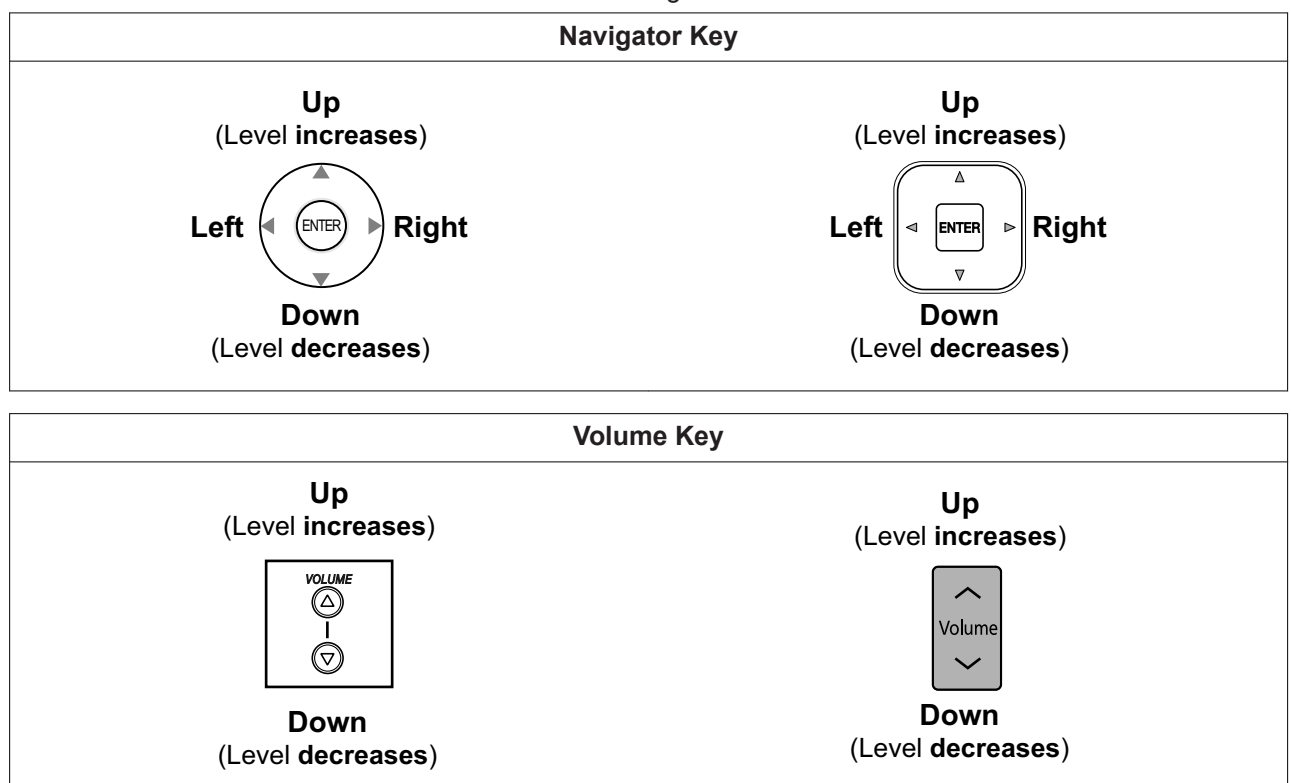 Navigator Key
Up
(Level increases)
Left
ENTER
Right
Down
(Level decreases)
Up
(Level increases)
Left
ENTER
Right
Down
(Level decreases)
Volume Key
Up
(Level increases)
VOLUME
Down
(Level decreases)
Up
(Level increases)
Volume
Down
(Level decreases)